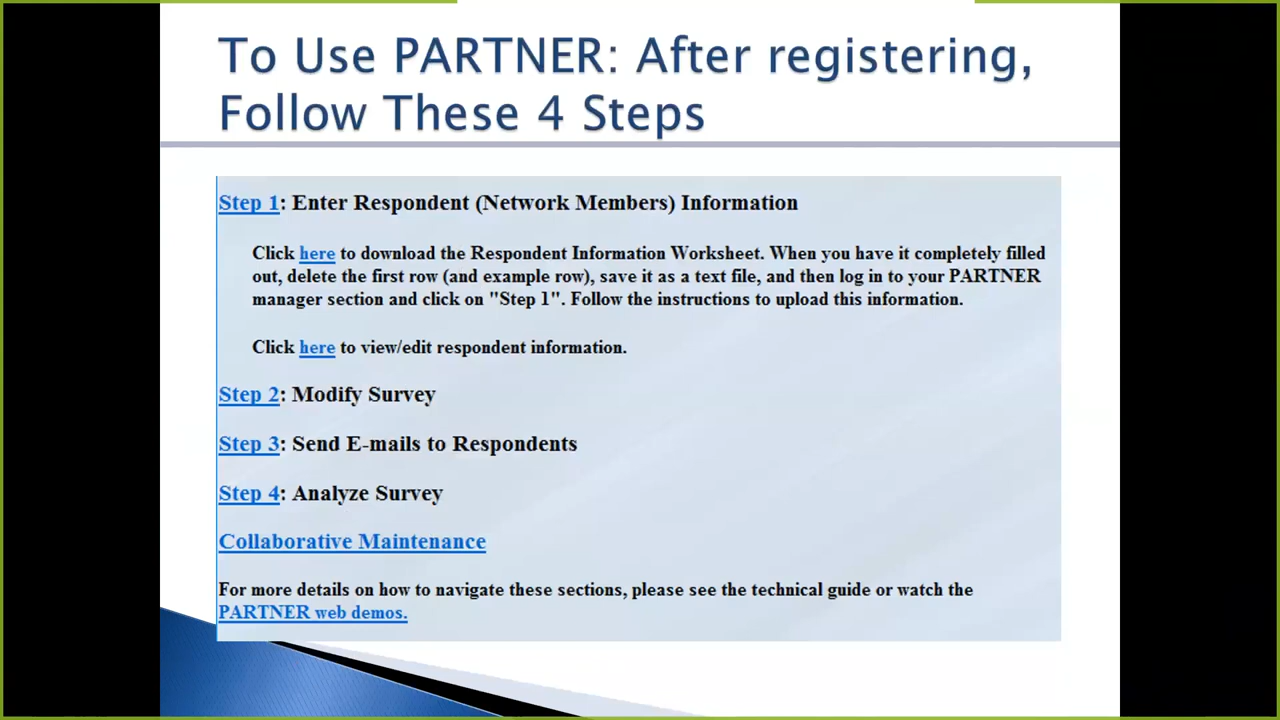 To Use PARTNER: After registering,
Follow These 4 Steps
Step 1: Enter Respondent (Network Members) Information
Click here to download the Respondent Information Worksheet. When you have it completely filled
out, delete the first row (and example row), save it as a text file, and then log in to your PARTNER
manager section and click on "Step 1". Follow the instructions to upload this information.
Click here to view/edit respondent information.
Step 2: Modify Survey
Step 3: Send E-mails to Respondents
Step 4: Analyze Survey
Collaborative Maintenance
For more details on how to navigate these sections, please see the technical guide or watch the
PARTNER web demos.